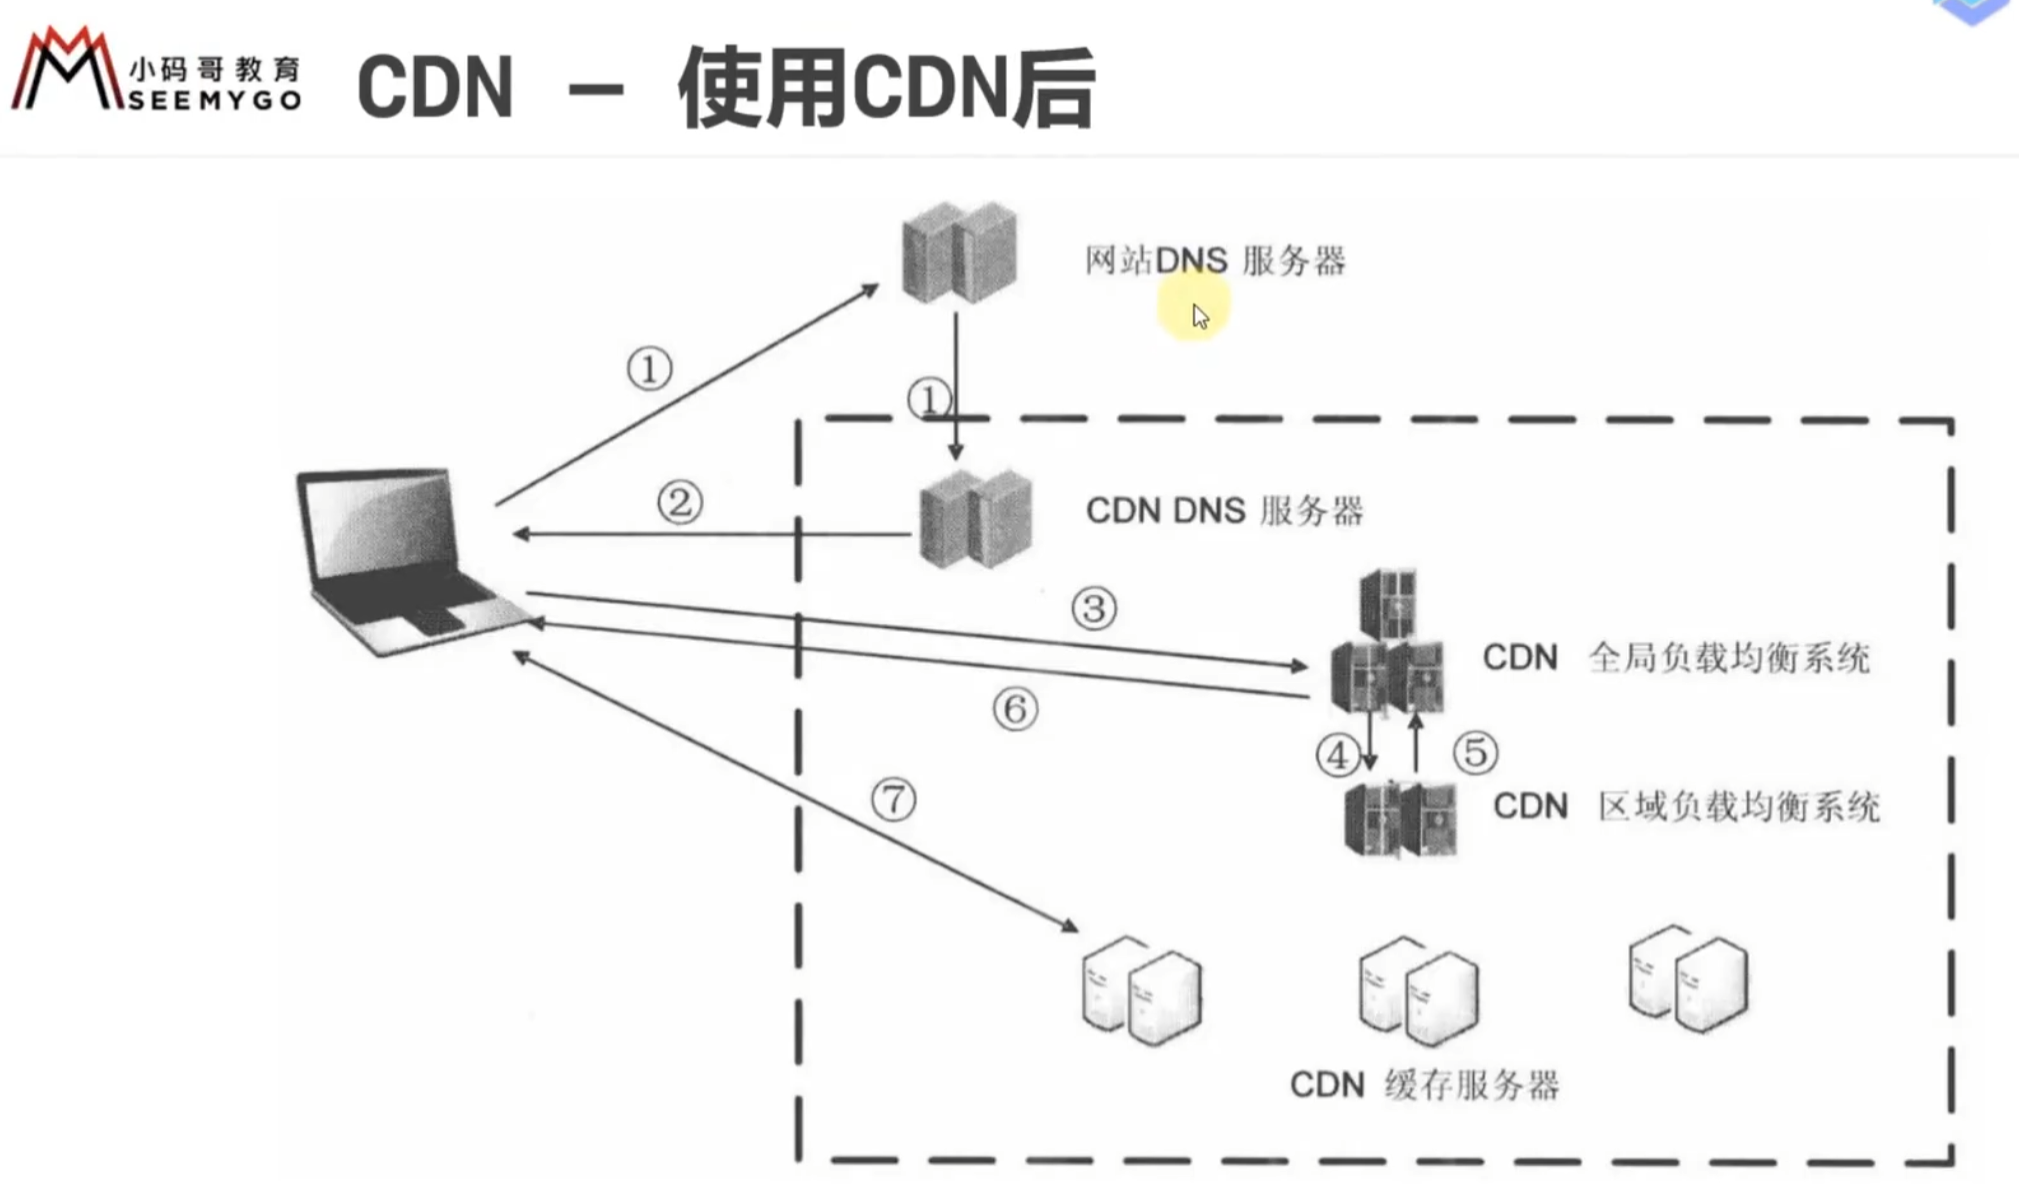 小码哥教育
SEEMYGO
CDN － 使用CDN后
网站DNS 服务器
①
①
②
CDN DNS 服务器
③
CDN 全局负载均衡系统
⑥
④
⑤
⑦
CDN 区域负载均衡系统
CDN 缓存服务器